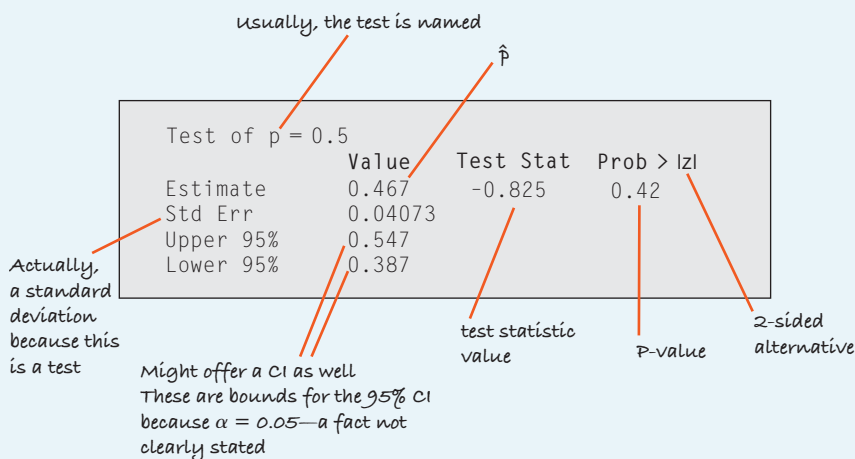 Usually, the test is named
p̂
Test of p = 0.5
Value Test Stat Prob > |z|
Estimate 0.467 -0.825 0.42
Std Err 0.04073
Upper 95% 0.547
Lower 95% 0.387
Actually,
a standard
deviation
because this
is a test
Might offer a CI as well
These are bounds for the 95% CI
because α = 0.05—a fact not
clearly stated
test statistic
value
P-value
2-sided
alternative